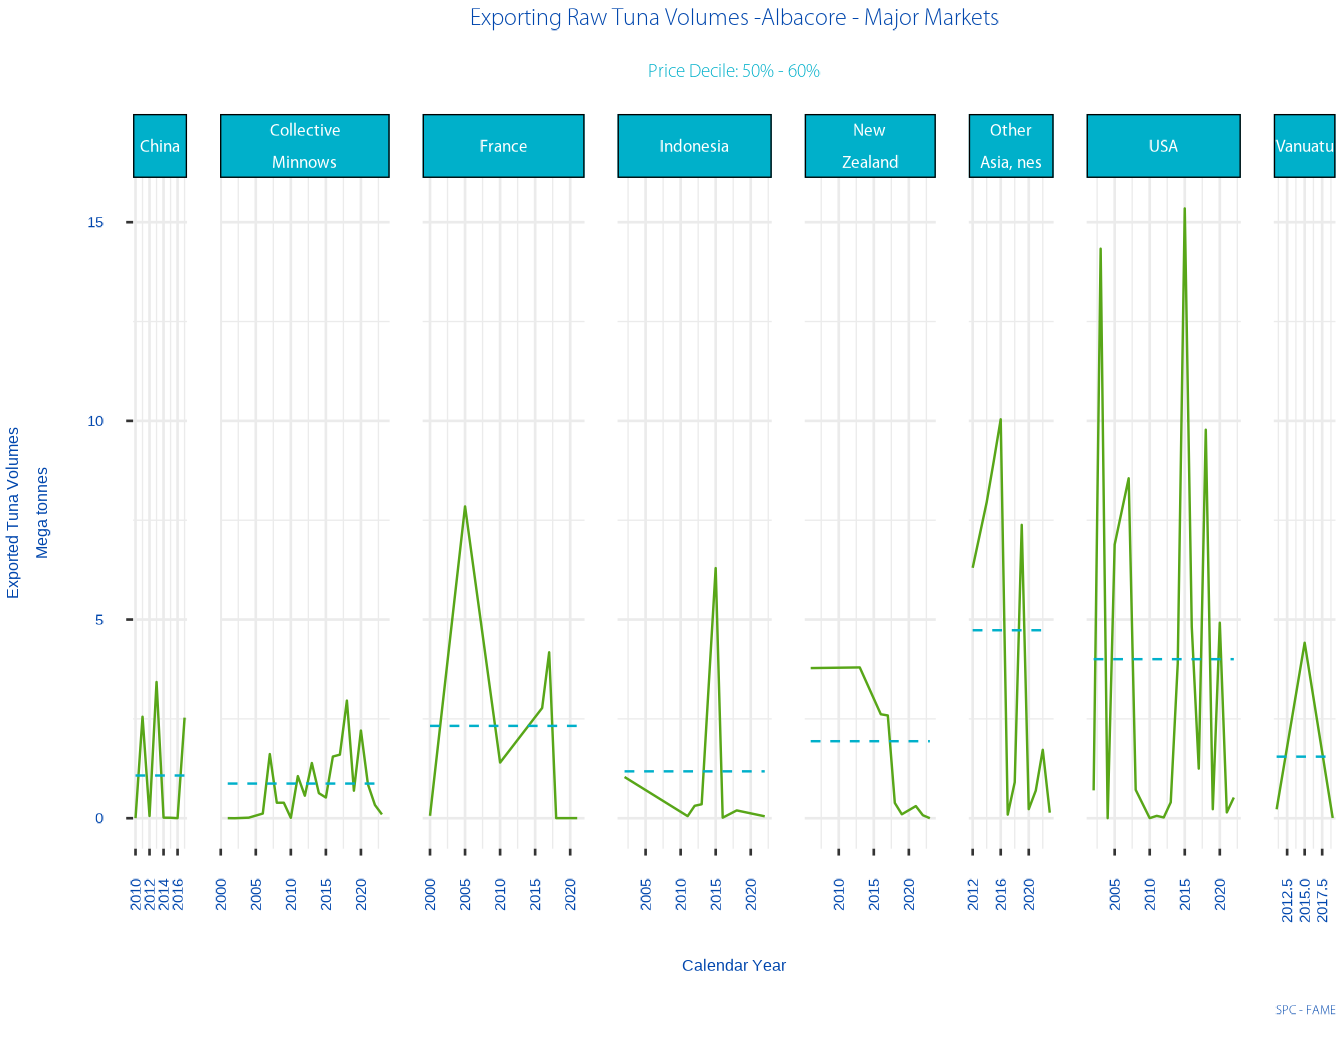 Exporting Raw Tuna Volumes -Albacore - Major Markets
Price Decile: 50% - 60%
China
Collective
Minnows
France
Indonesia
New
Zealand
Other
Asia, nes
USA
Vanuatu
15
10
5
0
Exported Tuna Volumes
Mega tonnes
2010 2012 2014 2016
2000 2005 2010 2015 2020
2000 2005 2010 2015 2020
2005 2010 2015 2020
2010 2015 2020
2012 2016 2020
2005 2010 2015 2020
2012.5 2015.0 2017.5
Calendar Year
SPC - FAME